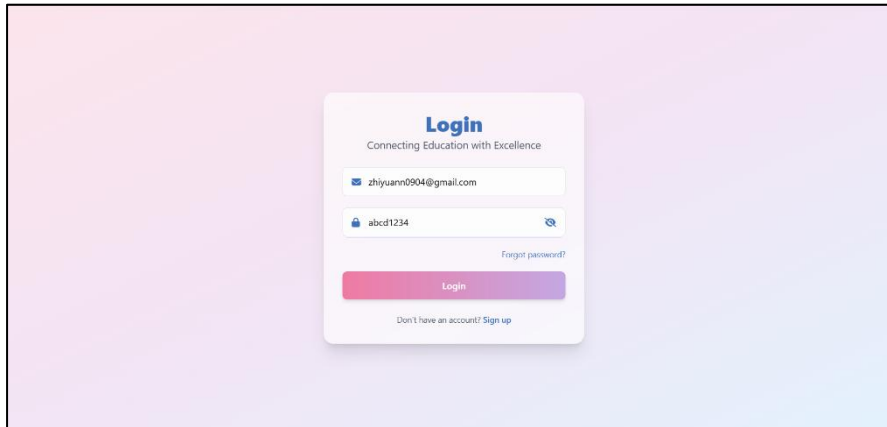 Login
Connecting Education with Excellence
zhiyuann0904@gmail.com
abcd1234
Forgot password?
Login
Don't have an account? Sign up